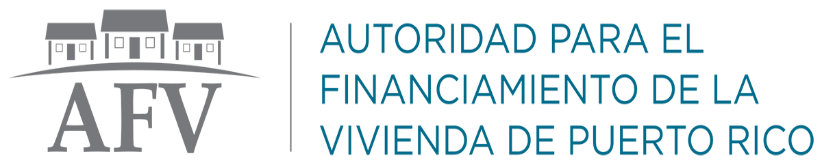 AFV
AUTORIDAD PARA EL
FINANCIAMIENTO DE LA
VIVIENDA DE PUERTO RICO